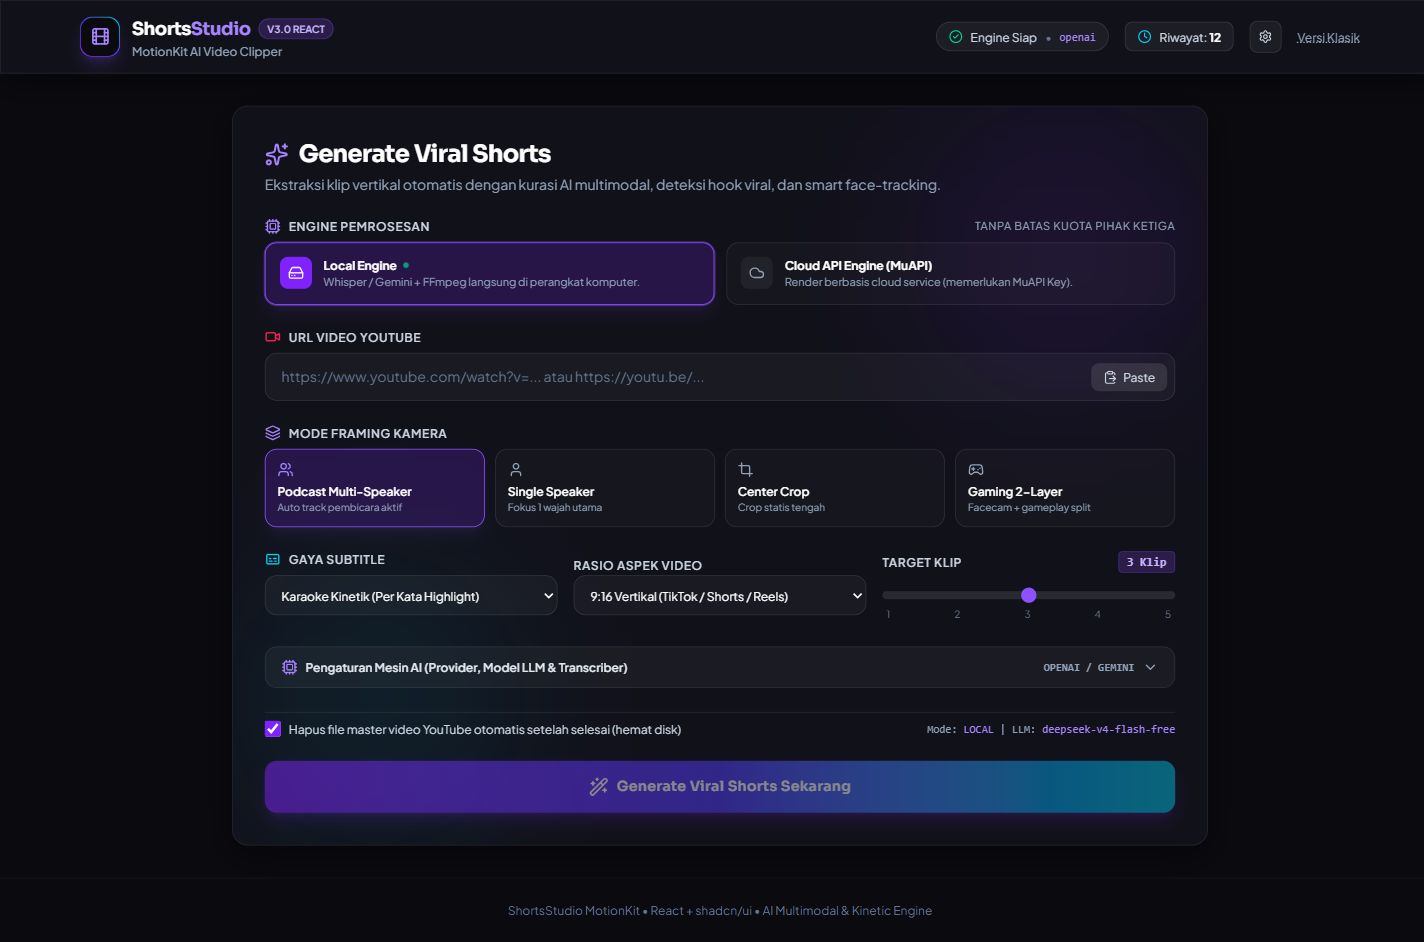 ShortsStudio V3.0 REACT
MotionKit AI Video Clipper
Engine Siap • openai
Riwayat: 12
Versi Klasik
Generate Viral Shorts
Ekstraksi klip vertikal otomatis dengan kurasi AI multimodal, deteksi hook viral, dan smart face-tracking.
ENGINE PEMROSESAN
TANPA BATAS KUOTA PIHAK KETIGA
Local Engine
Whisper / Gemini + FFmpeg langsung di perangkat komputer.
Cloud API Engine (MuAPI)
Render berbasis cloud service (memerlukan MuAPI Key).
URL VIDEO YOUTUBE
https://www.youtube.com/watch?v=... atau https://youtu.be/...
Paste
MODE FRAMING KAMERA
Podcast Multi-Speaker
Auto track pembicara aktif
Single Speaker
Fokus 1 wajah utama
Center Crop
Crop statis tengah
Gaming 2-Layer
Facecam + gameplay split
GAYA SUBTITLE
Karaoke Kinetik (Per Kata Highlight)
RASIO ASPEK VIDEO
9:16 Vertikal (TikTok / Shorts / Reels)
TARGET KLIP
3 Klip
1 2 3 4 5
Pengaturan Mesin AI (Provider, Model LLM & Transcriber)
OPENAI / GEMINI
Hapus file master video YouTube otomatis setelah selesai (hemat disk)
Mode: LOCAL | LLM: deepseek-v4-flash-free
Generate Viral Shorts Sekarang
ShortsStudio MotionKit • React + shadcn/ui • AI Multimodal & Kinetic Engine